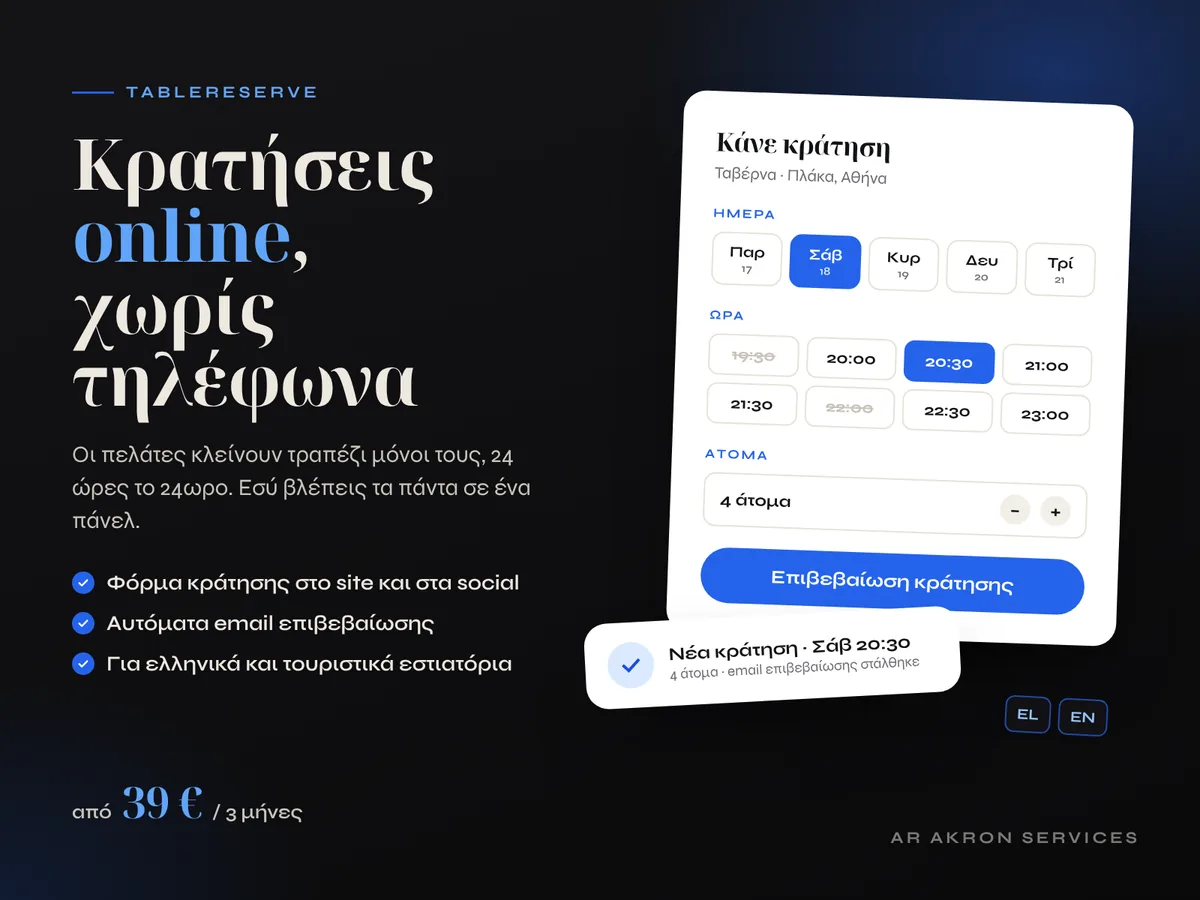 TABLERESERVE
Κρατήσεις
online,
χωρίς
τηλέφωνα
Οι πελάτες κλείνουν τραπέζι μόνοι τους, 24
ώρες το 24ωρο. Εσύ βλέπεις τα πάντα σε ένα
πάνελ.
Φόρμα κράτησης στο site και στα social
Αυτόματα email επιβεβαίωσης
Για ελληνικά και τουριστικά εστιατόρια
από 39 € / 3 μήνες
Κάνε κράτηση
Ταβέρνα · Πλάκα, Αθήνα
ΗΜΕΡΑ
Παρ Σάβ Κυρ Δευ Τρί
17 18 19 20 21
ΩΡΑ
19:30 20:00 20:30 21:00
21:30 22:00 22:30 23:00
ΑΤΟΜΑ
4 άτομα − +
Επιβεβαίωση κράτησης
Νέα κράτηση · Σάβ 20:30
4 άτομα · email επιβεβαίωσης στάλθηκε
EL EN
AR AKRON SERVICES